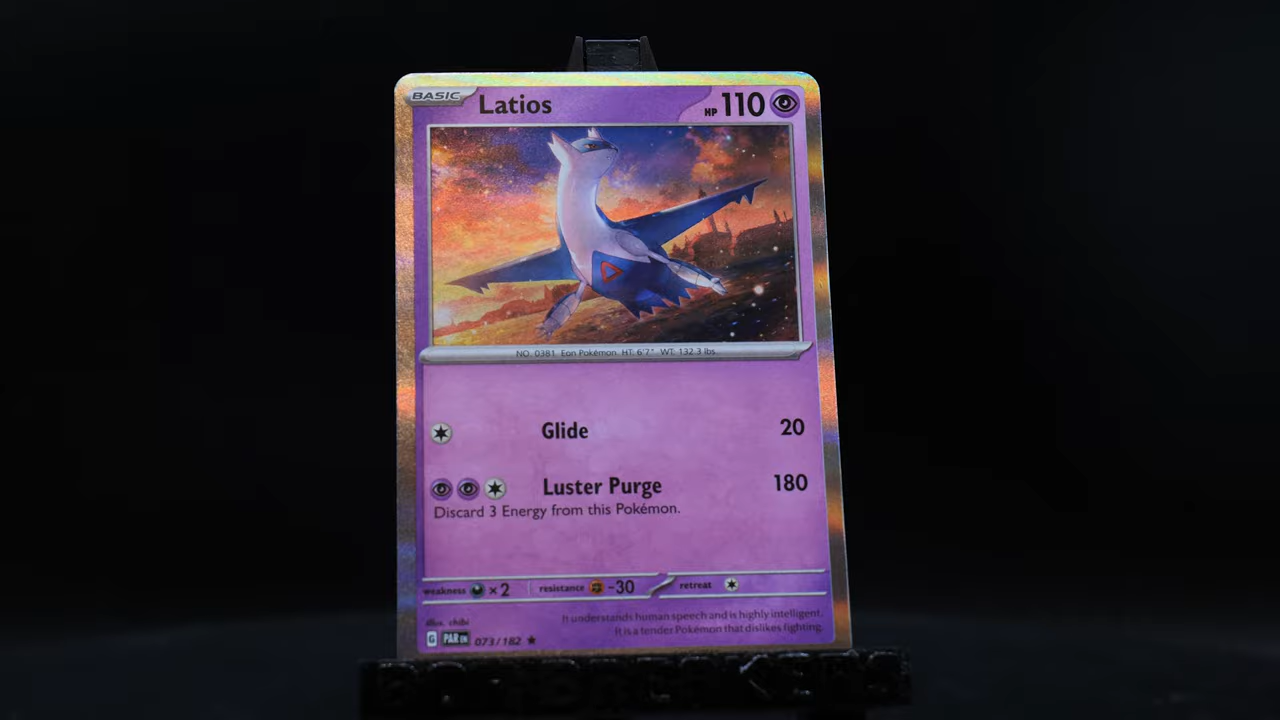 BASIC Latios HP 110
NO. 0381 Eon Pokémon HT: 6'7" WT: 132.3 lbs.
Glide 20
Luster Purge 180
Discard 3 Energy from this Pokémon.
weakness ×2 resistance -30 retreat
It understands human speech and is highly intelligent.
It is a tender Pokémon that dislikes fighting.
illus. chibi
G PAR EN 073/182